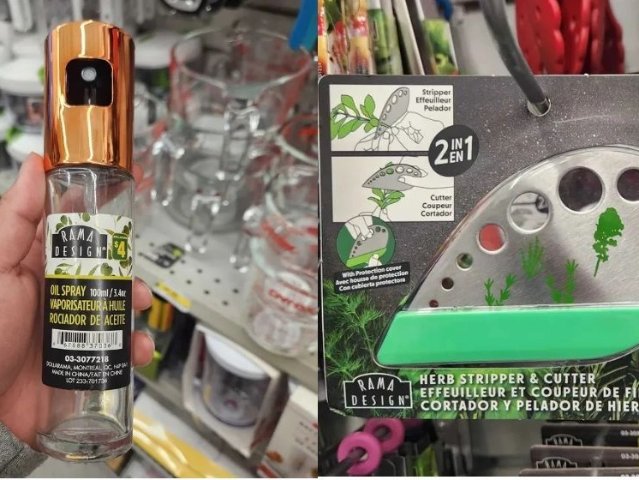 RAMA
DESIGN
$4
OIL SPRAY 100ml / 3.4oz
VAPORISATEUR À HUILE
ROCIADOR DE ACEITE
03-3077218
DOLLARAMA, MONTREAL, QC,
MADE IN CHINA/FAIT EN CHINE
LOT
Stripper
Effeuilleur
Pelador
2 IN
EN 1
Cutter
Coupeur
Cortador
With Protection cover
Avec housse de protection
Con cubierta protectora
RAMA
DESIGN
HERB STRIPPER & CUTTER
EFFEUILLEUR ET COUPEUR DE FI
CORTADOR Y PELADOR DE HIER
RAMA
DESIGN